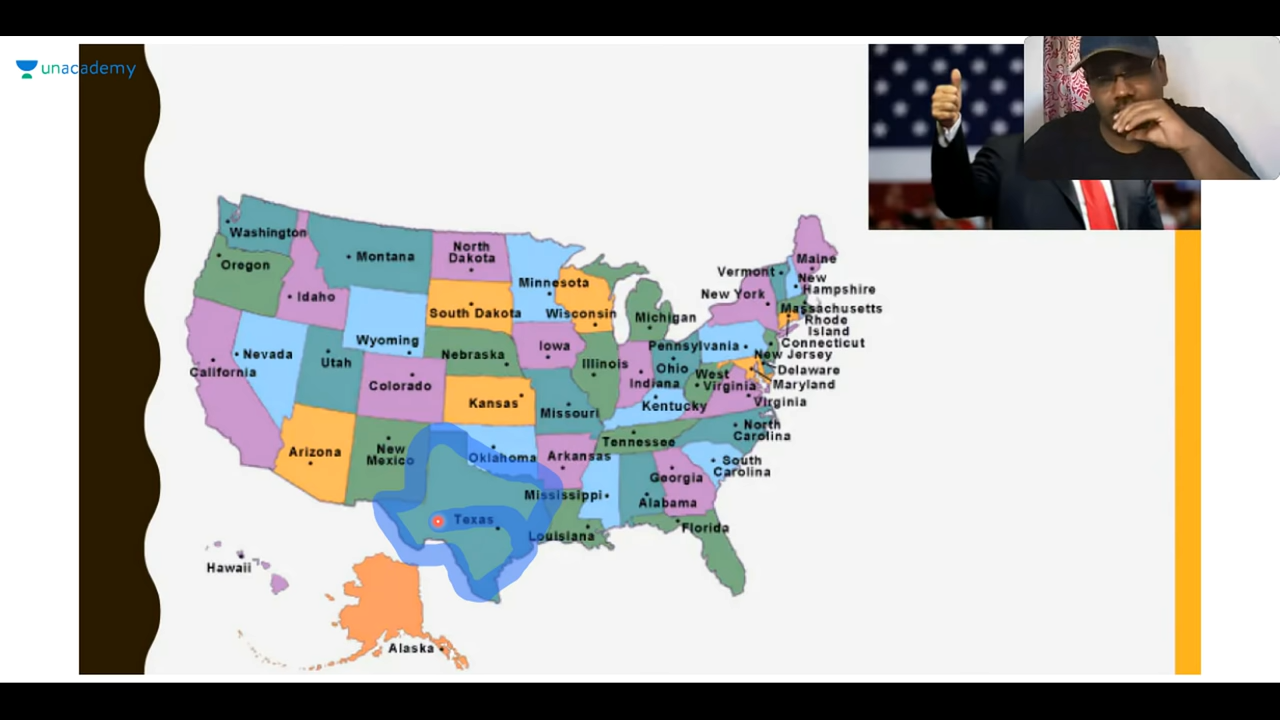 unacademy
Washington
Montana
North
Dakota
Minnesota
Maine
Oregon
Vermont
New
Hampshire
Idaho
New York
South Dakota
Wisconsin
Michigan
Massachusetts
Rhode
Island
Wyoming
Connecticut
Nevada
Nebraska
Iowa
Pennsylvania
New Jersey
Utah
Illinois
Ohio
Delaware
California
Colorado
Indiana
West
Virginia
Maryland
Kansas
Missouri
Kentucky
Virginia
Arizona
New
Mexico
Oklahoma
Arkansas
Tennessee
North
Carolina
South
Carolina
Georgia
Mississippi
Alabama
Texas
Louisiana
Florida
Hawaii
Alaska